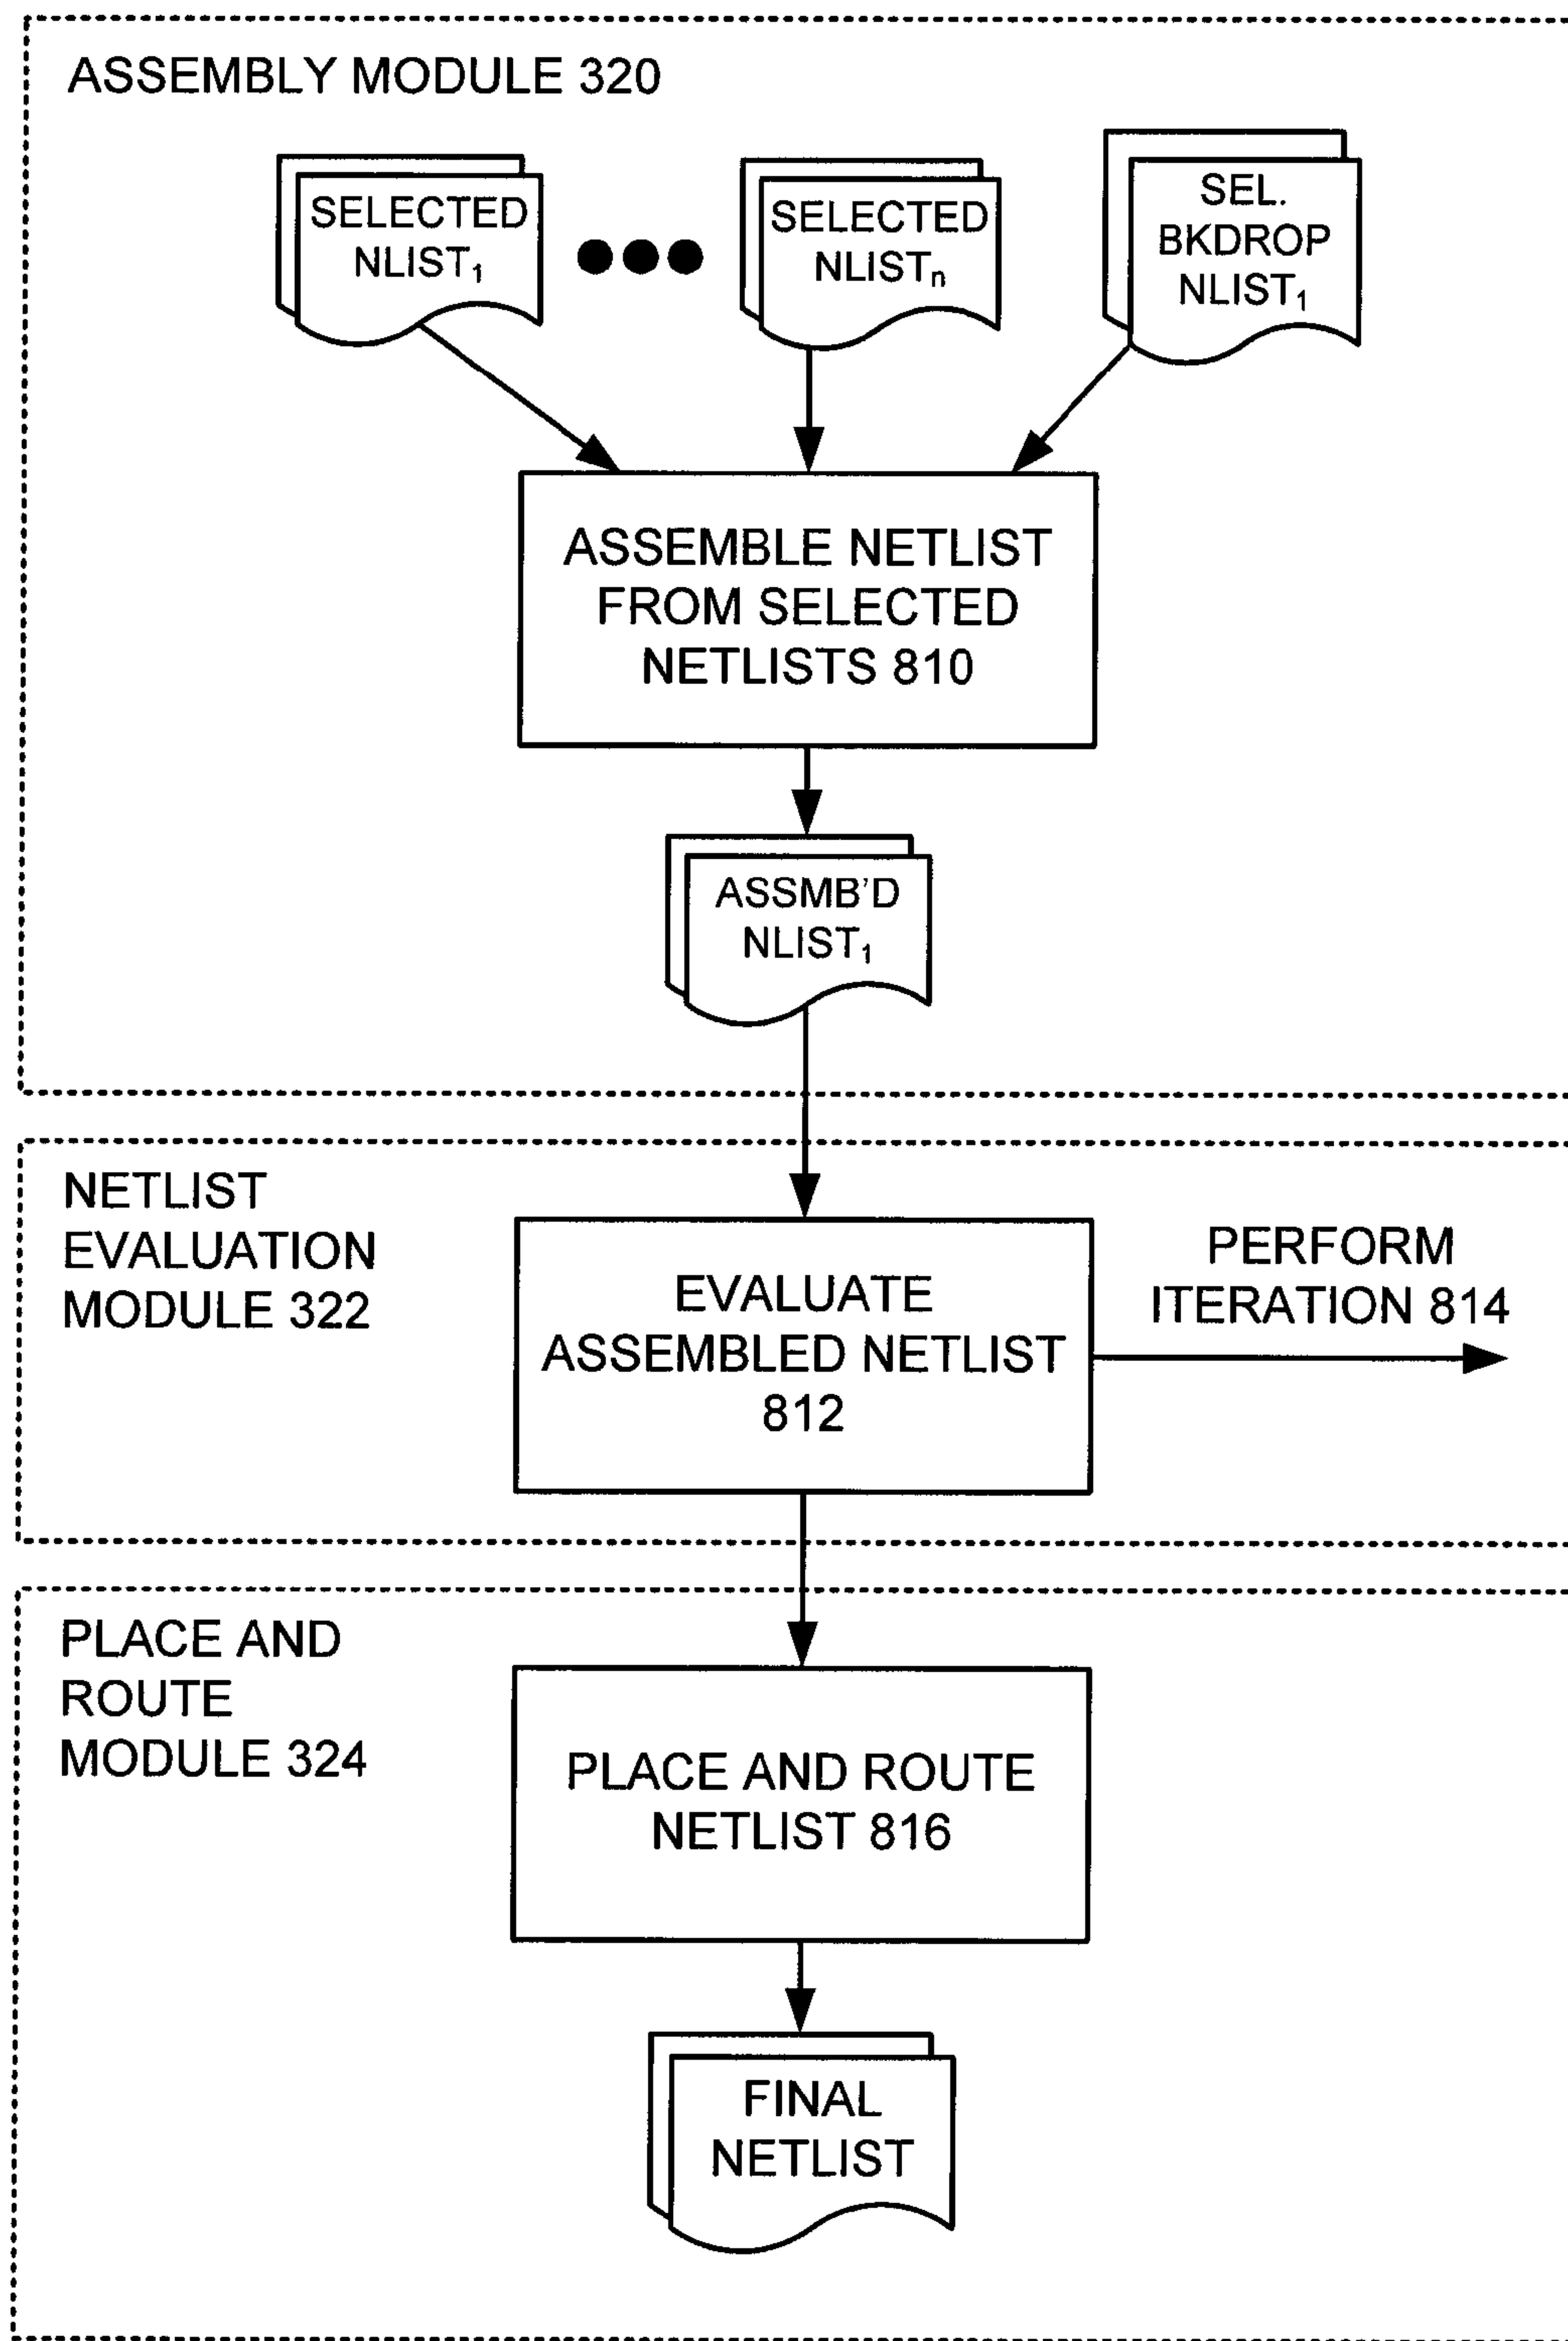 ASSEMBLY MODULE 320
SELECTED
NLIST₁
SELECTED
NLISTₙ
SEL.
BKDROP
NLIST₁
ASSEMBLE NETLIST
FROM SELECTED
NETLISTS 810
ASSMB'D
NLIST₁
NETLIST
EVALUATION
MODULE 322
EVALUATE
ASSEMBLED NETLIST
812
PERFORM
ITERATION 814
PLACE AND
ROUTE
MODULE 324
PLACE AND ROUTE
NETLIST 816
FINAL
NETLIST